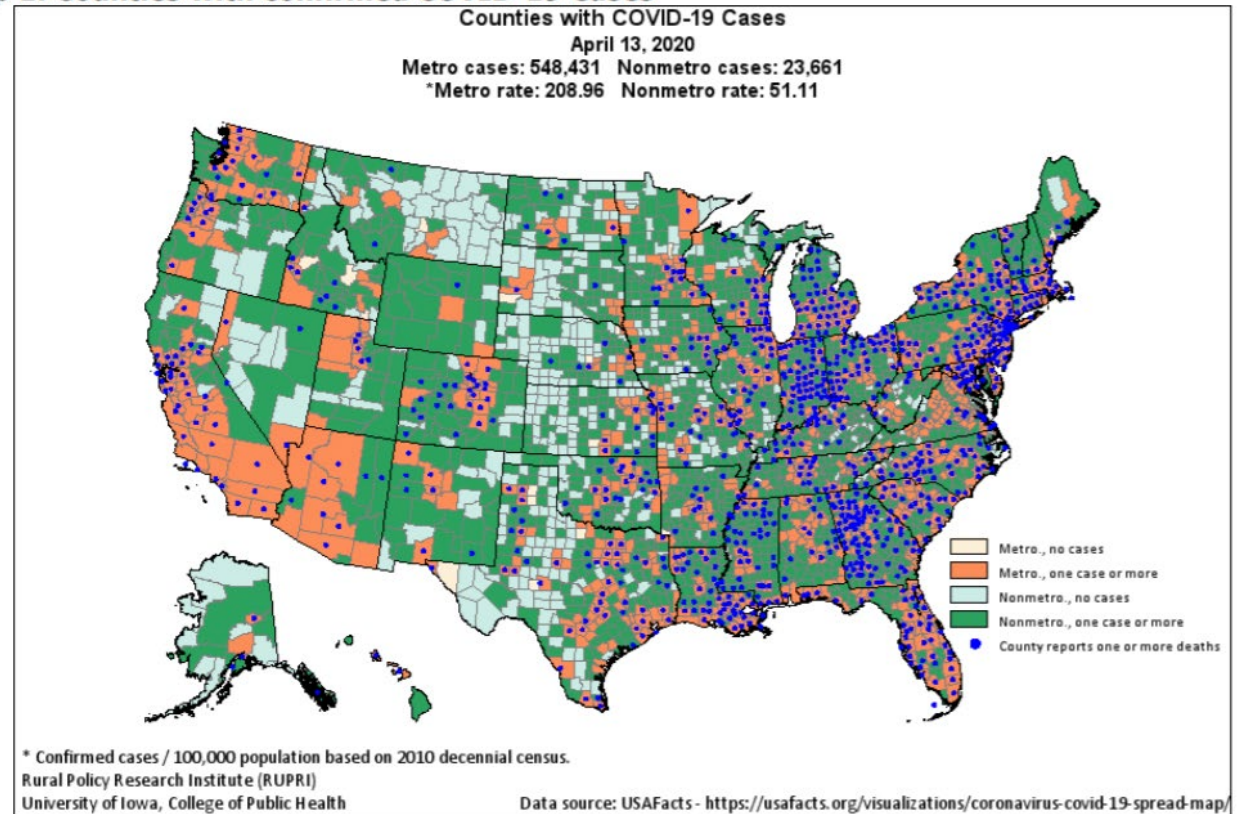 Counties with COVID-19 Cases
April 13, 2020
Metro cases: 548,431 Nonmetro cases: 23,661
*Metro rate: 208.96 Nonmetro rate: 51.11
Metro., no cases
Metro., one case or more
Nonmetro., no cases
Nonmetro., one case or more
County reports one or more deaths
* Confirmed cases / 100,000 population based on 2010 decennial census.
Rural Policy Research Institute (RUPRI)
University of Iowa, College of Public Health
Data source: USAFacts - https://usafacts.org/visualizations/coronavirus-covid-19-spread-map/